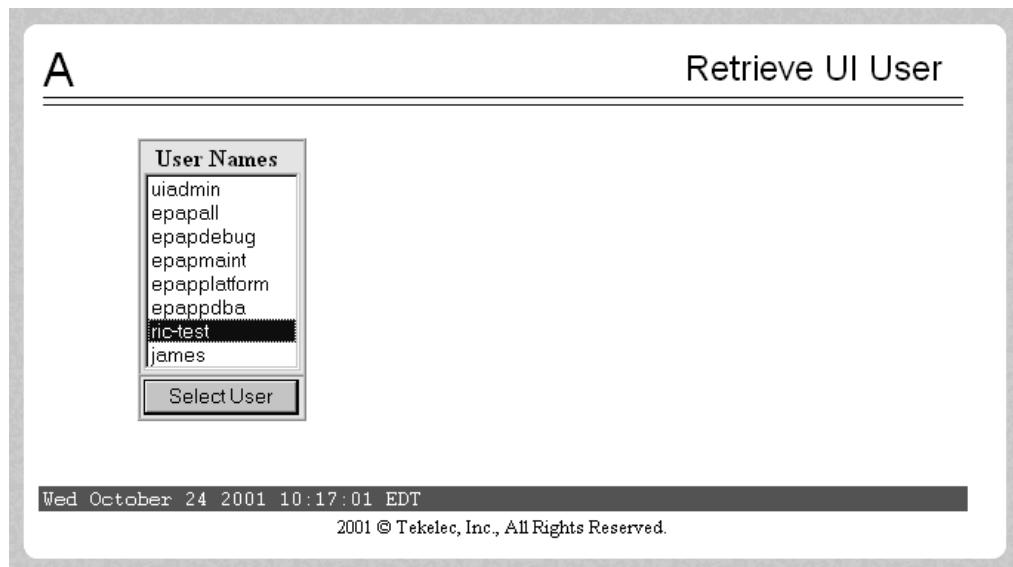 A
Retrieve UI User
User Names
uiadmin
epapall
epapdebug
epapmaint
epapplatform
epappdba
ric-test
james
Select User
Wed October 24 2001 10:17:01 EDT
2001 © Tekelec, Inc., All Rights Reserved.